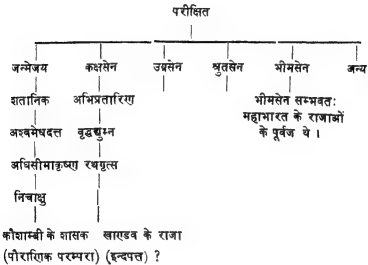 परीक्षित
जन्मेजय कक्षसेन उग्रसेन श्रुतसेन भीमसेन अन्य
शतानिक अभिप्रतारिण भीमसेन सम्भवतः
महाभारत के राजाओं
अश्वमेधदत्त वृद्धद्युम्न के पूर्वज थे ।
अधिसीमाकृष्ण रथगृत्स
निचाक्षु
कौशाम्बी के शासक खाण्डव के राजा
(पौराणिक परम्परा) (इन्दपत्त) ?